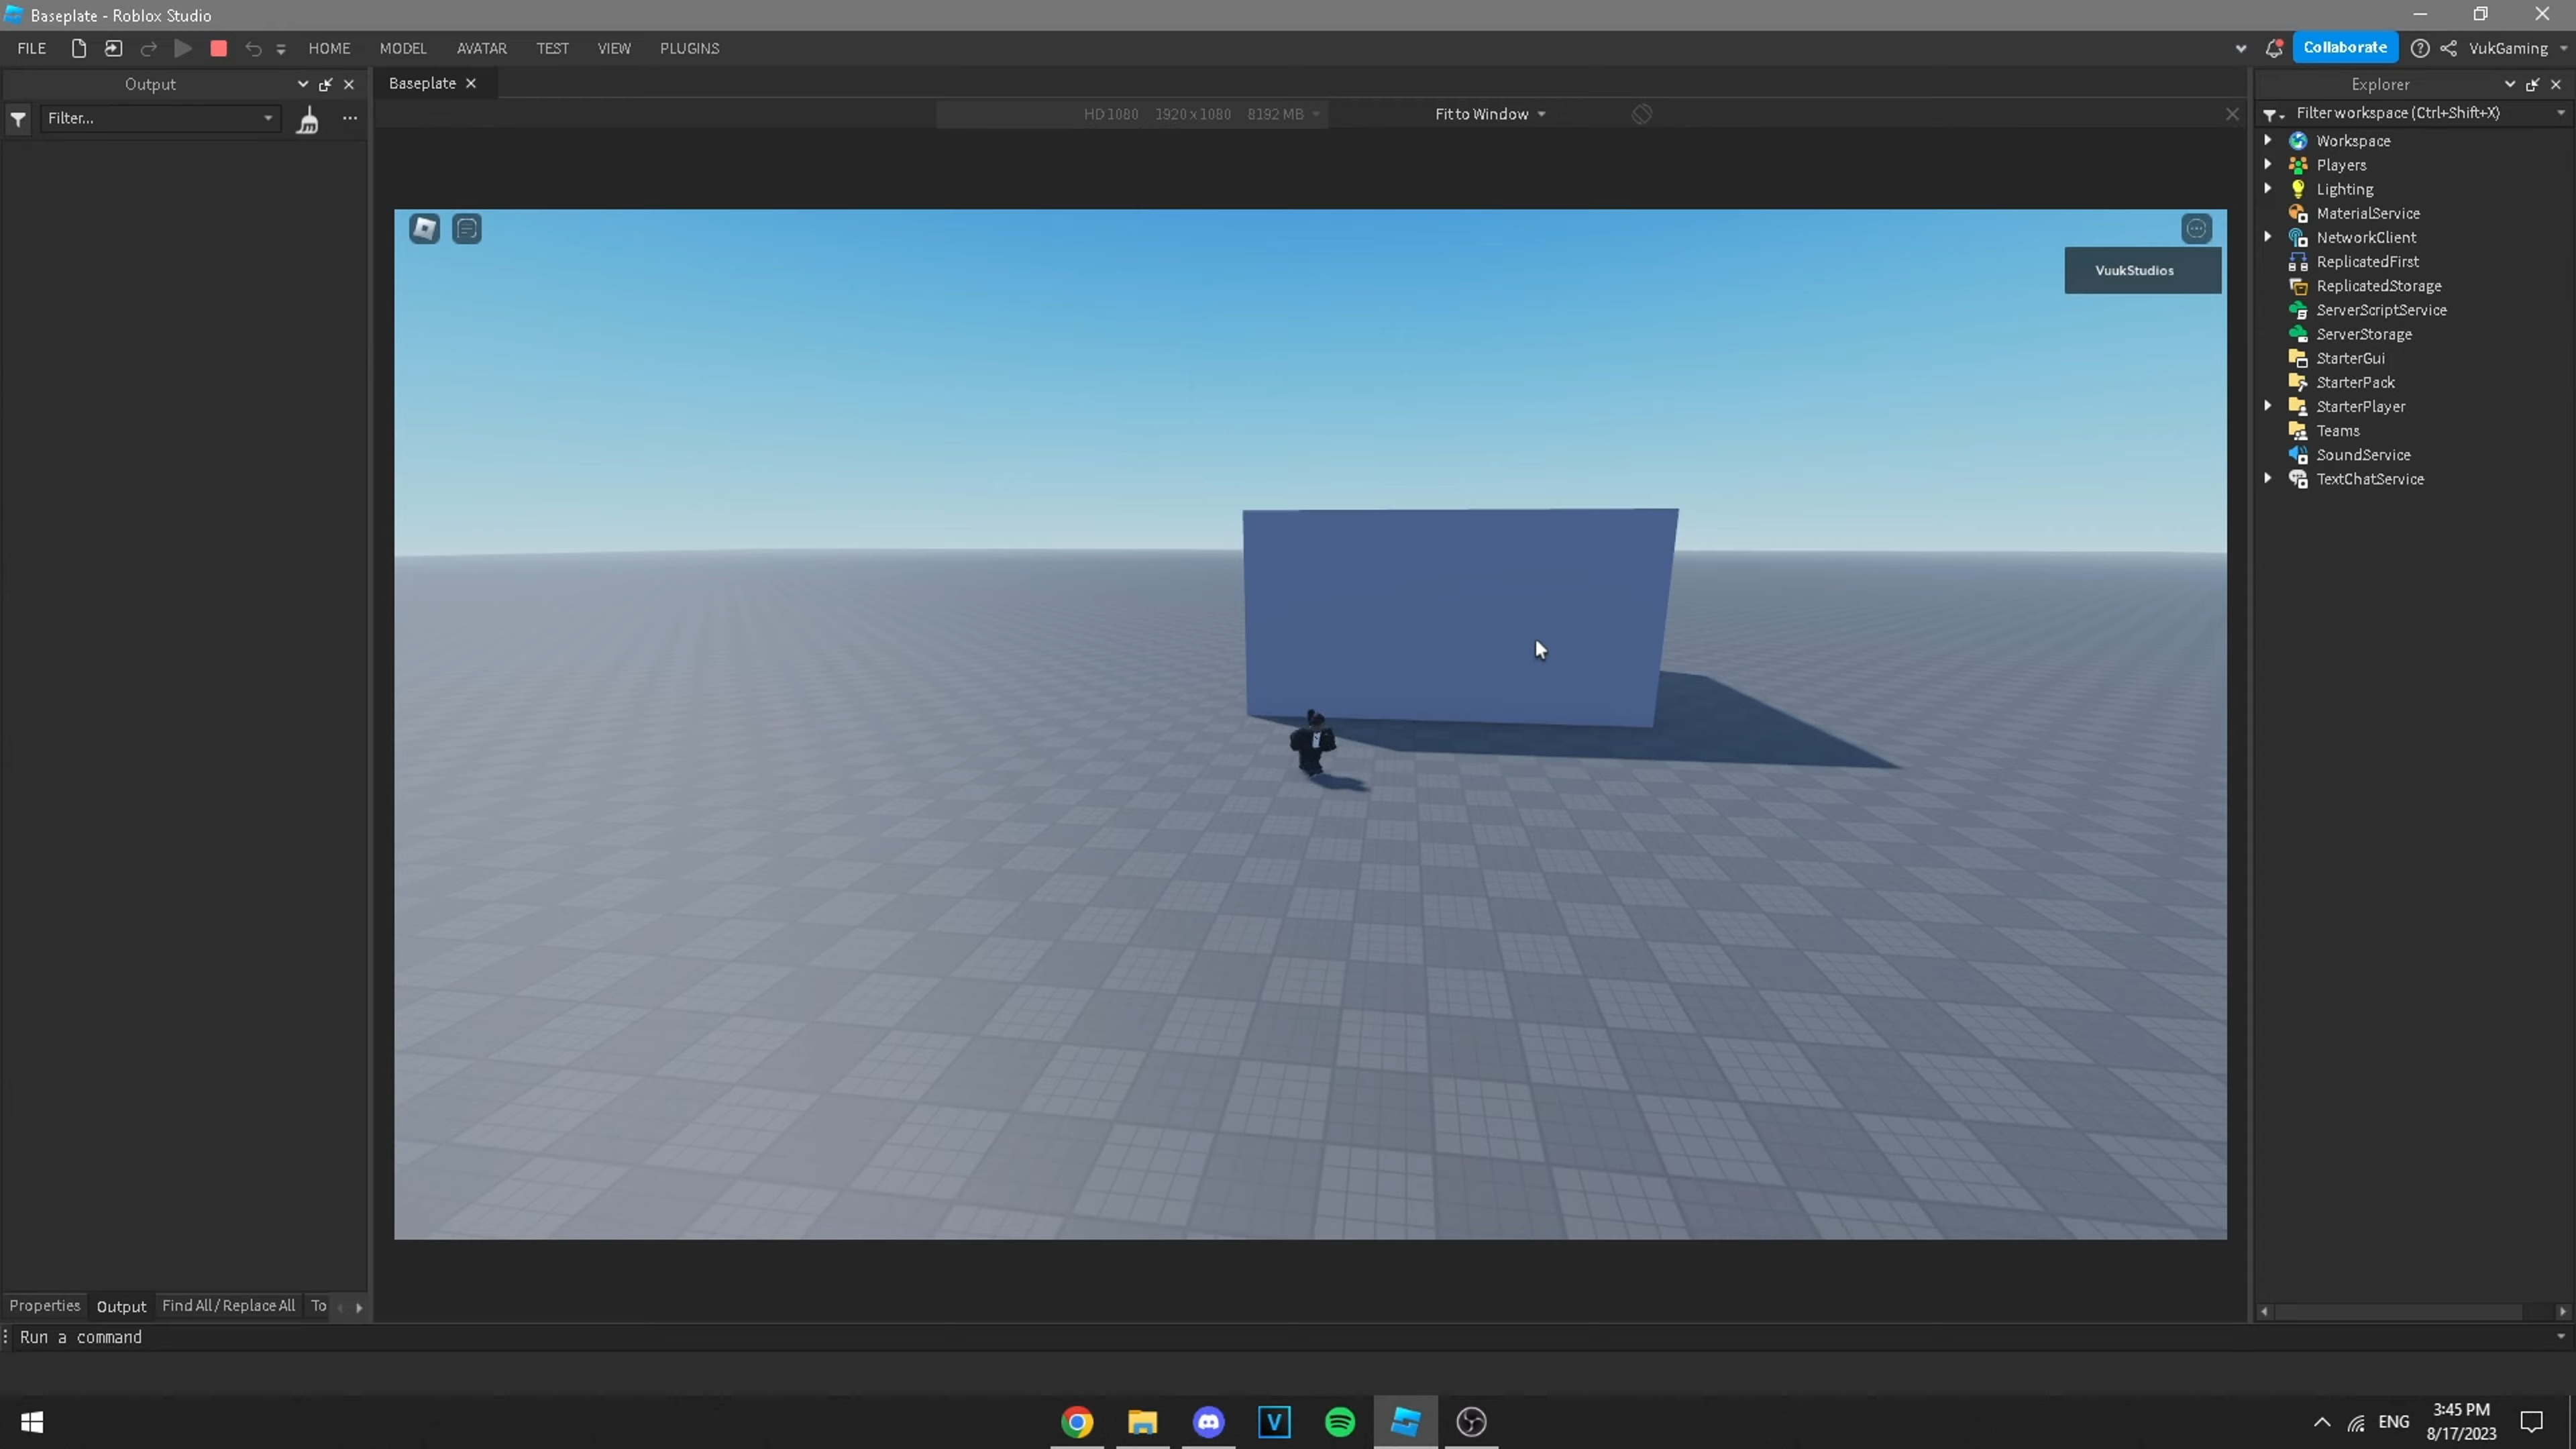 Baseplate - Roblox Studio
FILE HOME MODEL AVATAR TEST VIEW PLUGINS Collaborate VukGaming
Output
Filter...
Baseplate
HD 1080 1920 x 1080 8192 MB Fit to Window
Explorer
Filter workspace (Ctrl+Shift+X)
Workspace
Players
Lighting
MaterialService
NetworkClient
ReplicatedFirst
ReplicatedStorage
ServerScriptService
ServerStorage
StarterGui
StarterPack
StarterPlayer
Teams
SoundService
TextChatService
VuukStudios
Properties Output Find All / Replace All To
Run a command
V
ENG
3:45 PM
8/17/2023